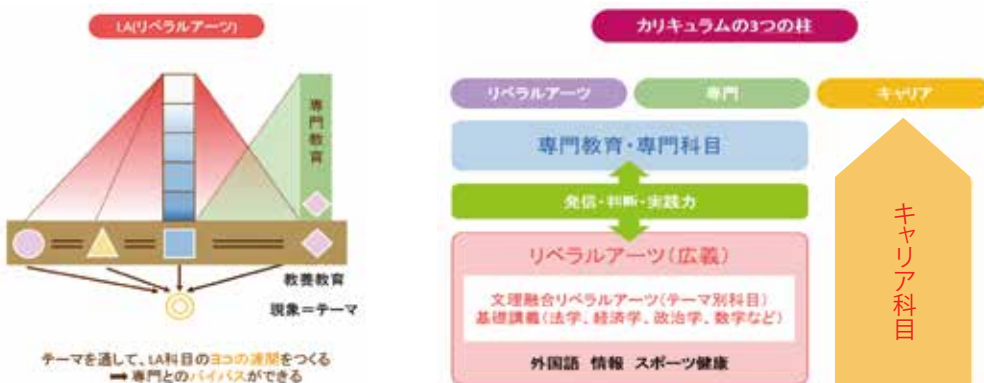 LA(リベラルアーツ)
専門教育
教養教育
現象=テーマ
テーマを通して、LA科目のヨコの連関をつくる
➡ 専門とのバイパスができる
カリキュラムの3つの柱
リベラルアーツ
専門
キャリア
専門教育・専門科目
発信・判断・実践力
リベラルアーツ(広義)
文理融合リベラルアーツ(テーマ別科目)
基礎講義(法学、経済学、政治学、数学など)
外国語 情報 スポーツ健康
キャリア科目